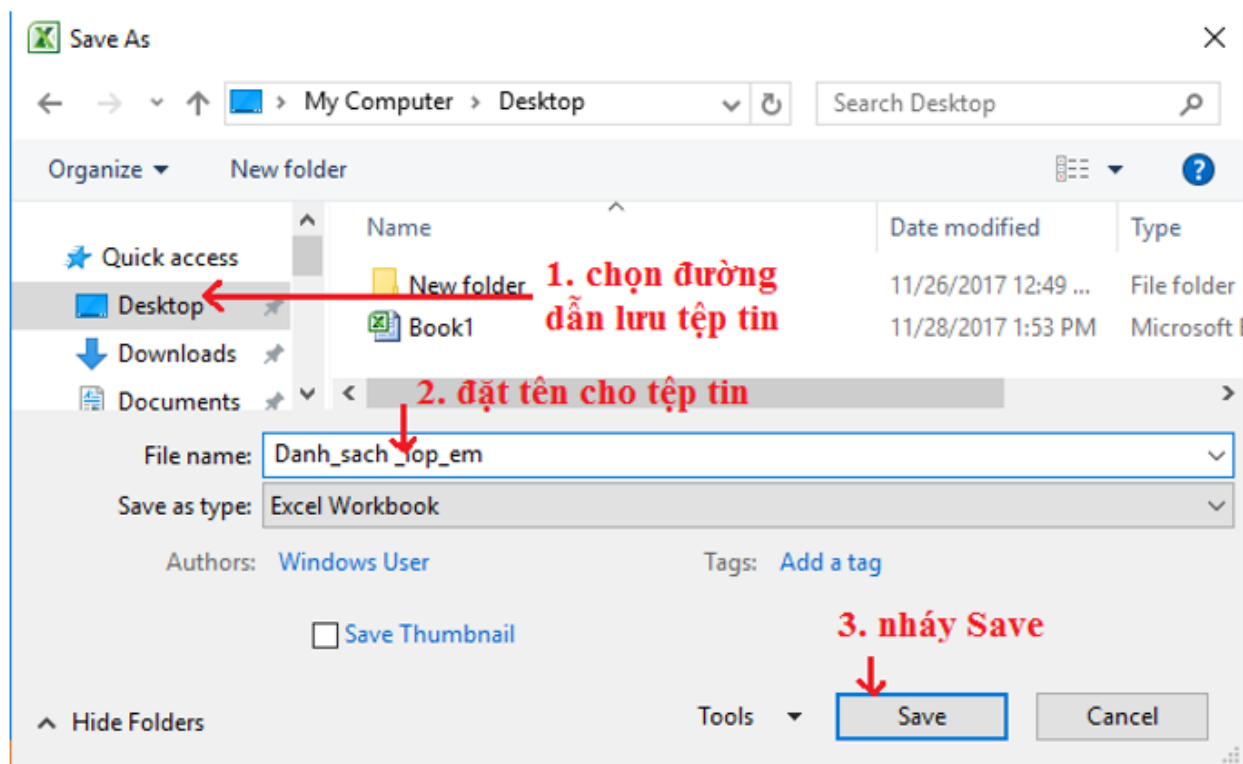 Save As
My Computer > Desktop
Search Desktop
Organize
New folder
Name
Date modified
Type
Quick access
Desktop
Downloads
Documents
New folder
11/26/2017 12:49 ...
File folder
Book1
11/28/2017 1:53 PM
Microsoft
1. chọn đường
dẫn lưu tệp tin
2. đặt tên cho tệp tin
File name:
Danh_sach _lop_em
Save as type:
Excel Workbook
Authors:
Windows User
Tags:
Add a tag
Save Thumbnail
3. nháy Save
Hide Folders
Tools
Save
Cancel